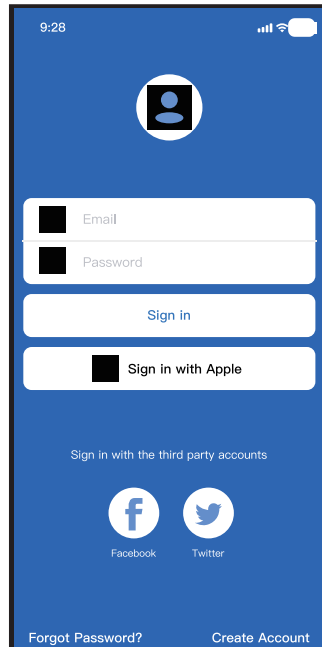 9:28
Email
Password
Sign in
Sign in with Apple
Sign in with the third party accounts
Facebook
Twitter
Forgot Password?
Create Account